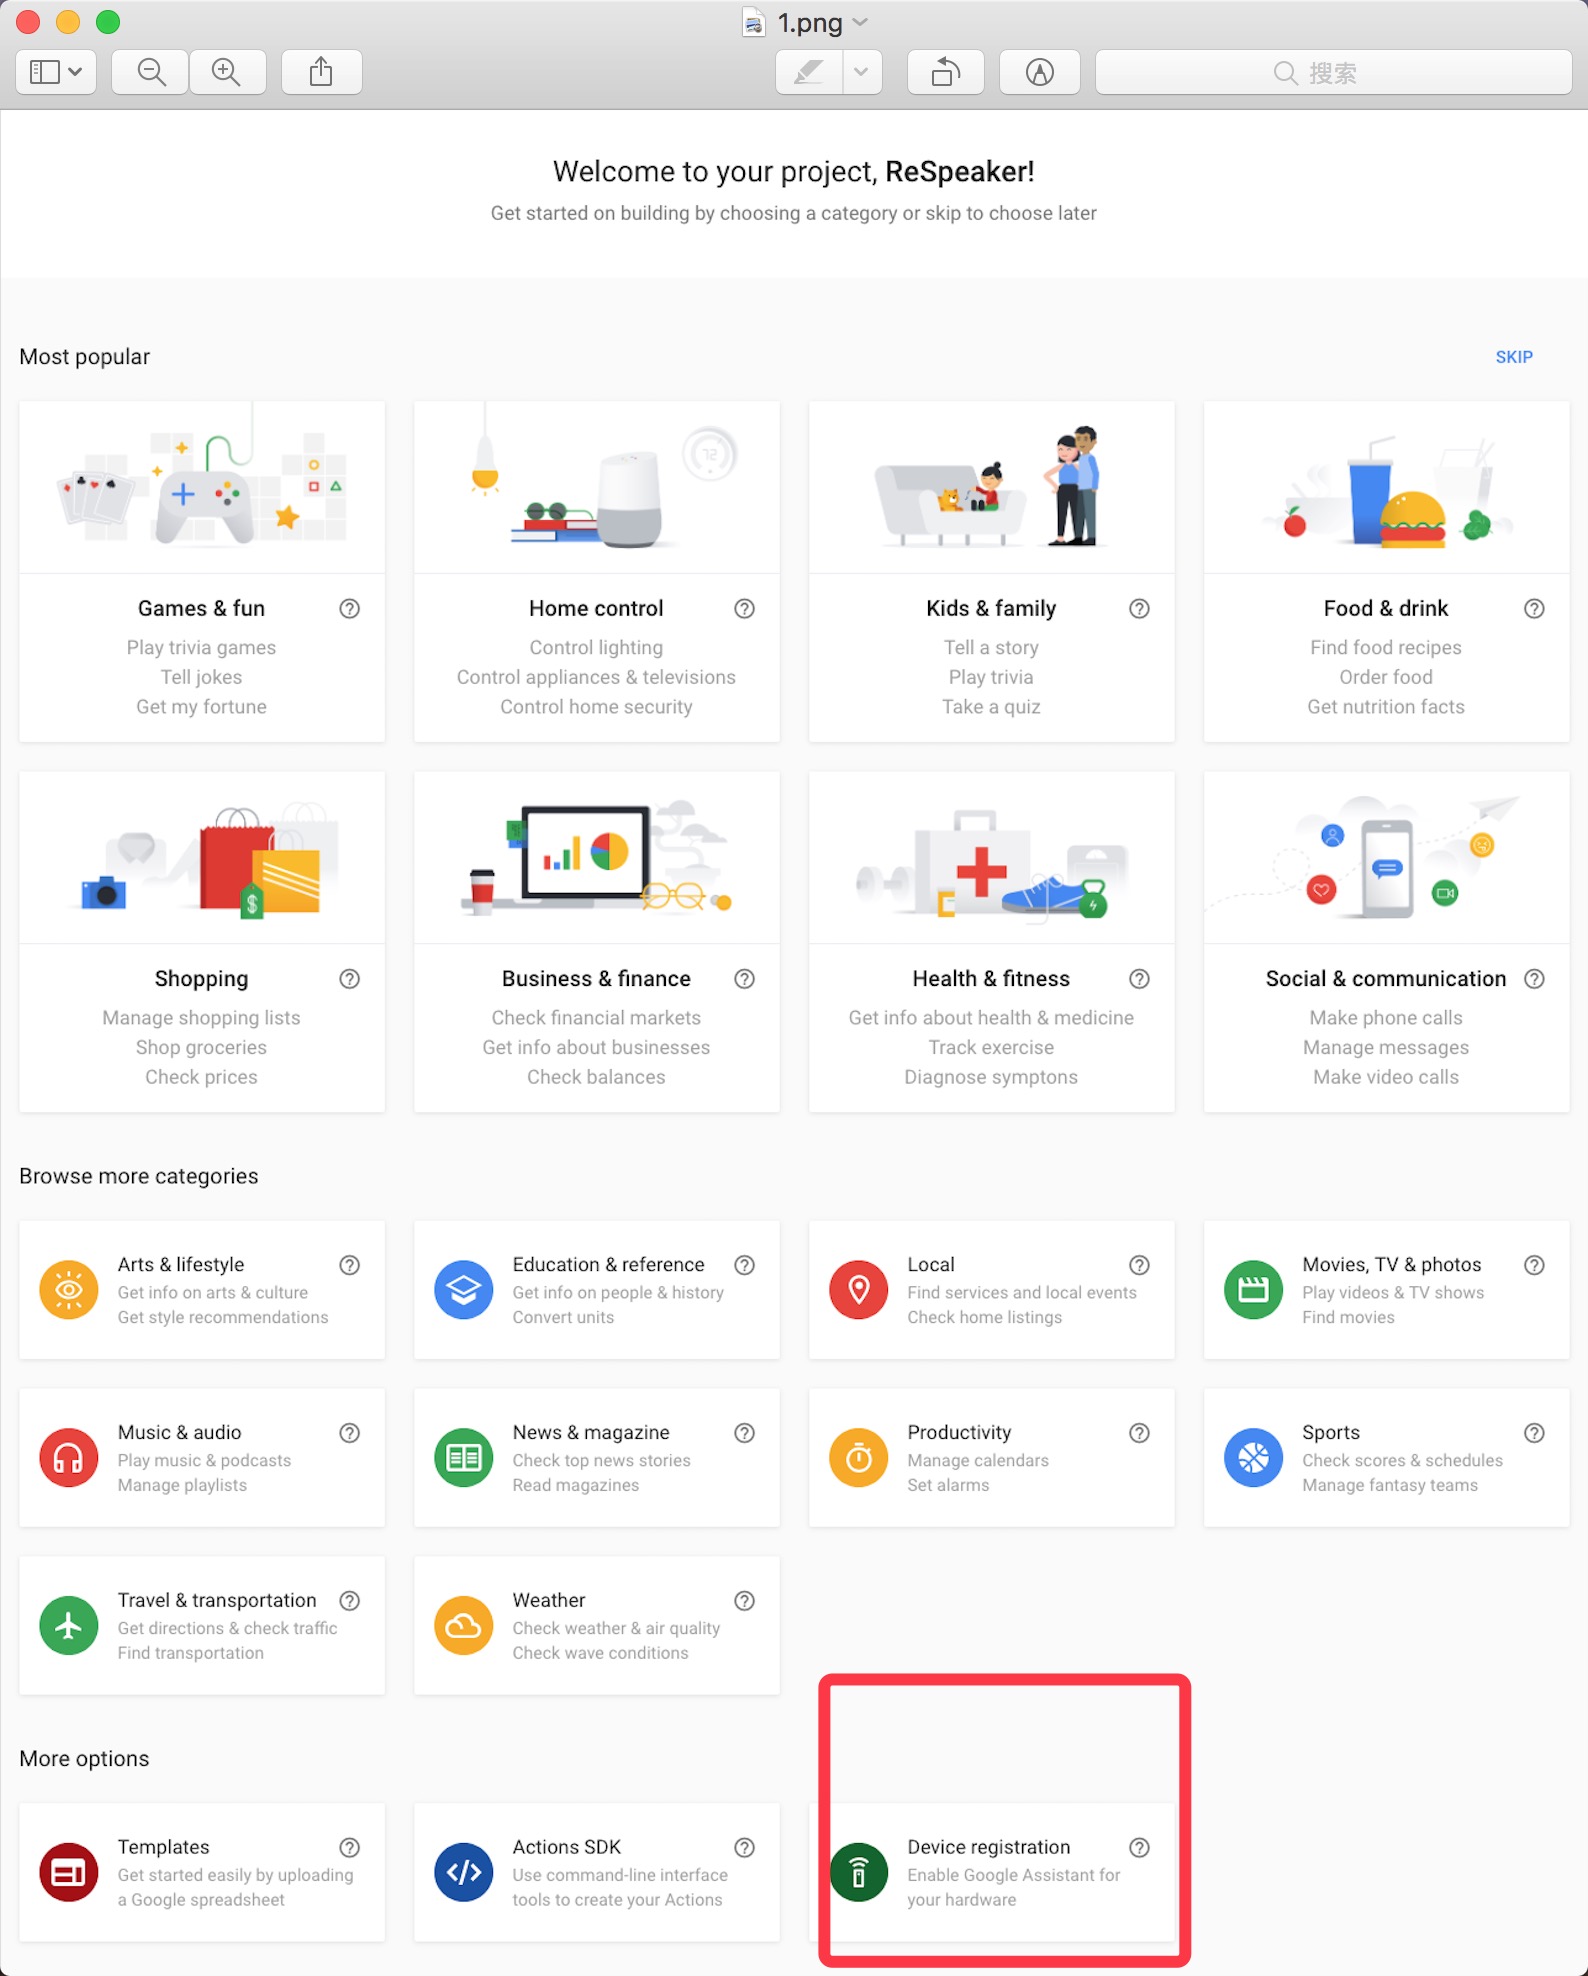 1.png
搜索
Welcome to your project, ReSpeaker!
Get started on building by choosing a category or skip to choose later
Most popular
SKIP
72
Games & fun
Play trivia games
Tell jokes
Get my fortune
Home control
Control lighting
Control appliances & televisions
Control home security
Kids & family
Tell a story
Play trivia
Take a quiz
Food & drink
Find food recipes
Order food
Get nutrition facts
$
Shopping
Manage shopping lists
Shop groceries
Check prices
Business & finance
Check financial markets
Get info about businesses
Check balances
Health & fitness
Get info about health & medicine
Track exercise
Diagnose symptons
Social & communication
Make phone calls
Manage messages
Make video calls
Browse more categories
Arts & lifestyle
Get info on arts & culture
Get style recommendations
Education & reference
Get info on people & history
Convert units
Local
Find services and local events
Check home listings
Movies, TV & photos
Play videos & TV shows
Find movies
Music & audio
Play music & podcasts
Manage playlists
News & magazine
Check top news stories
Read magazines
Productivity
Manage calendars
Set alarms
Sports
Check scores & schedules
Manage fantasy teams
Travel & transportation
Get directions & check traffic
Find transportation
Weather
Check weather & air quality
Check wave conditions
More options
Templates
Get started easily by uploading
a Google spreadsheet
Actions SDK
Use command-line interface
tools to create your Actions
Device registration
Enable Google Assistant for
your hardware